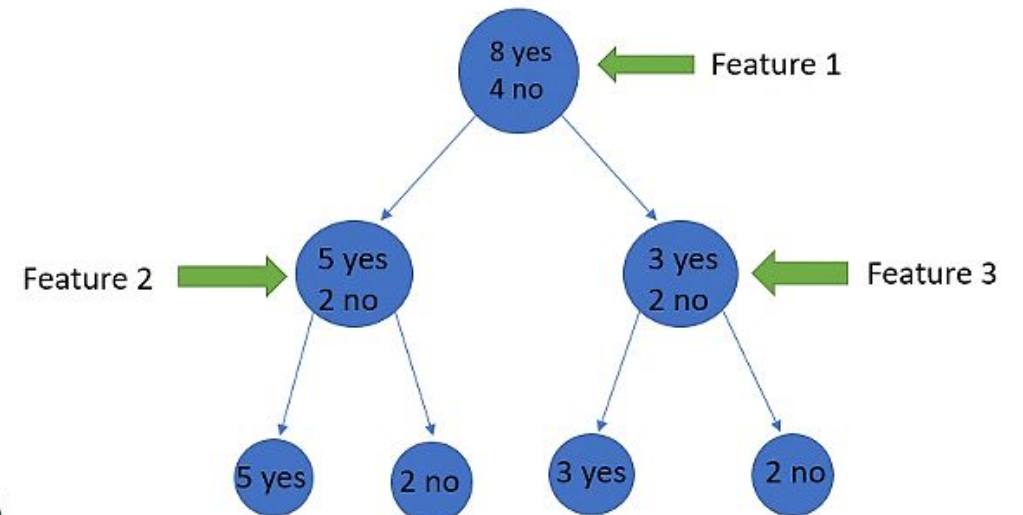 8 yes
4 no
Feature 1
Feature 2
5 yes
2 no
3 yes
2 no
Feature 3
5 yes
2 no
3 yes
2 no